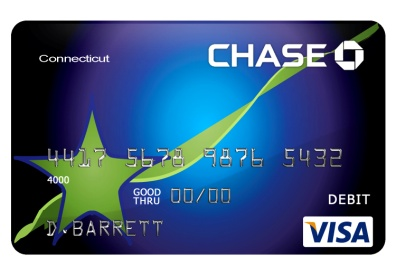 Connecticut
CHASE
4417 5678 9876 5432
4000
GOOD THRU 00/00
DEBIT
D. BARRETT
VISA